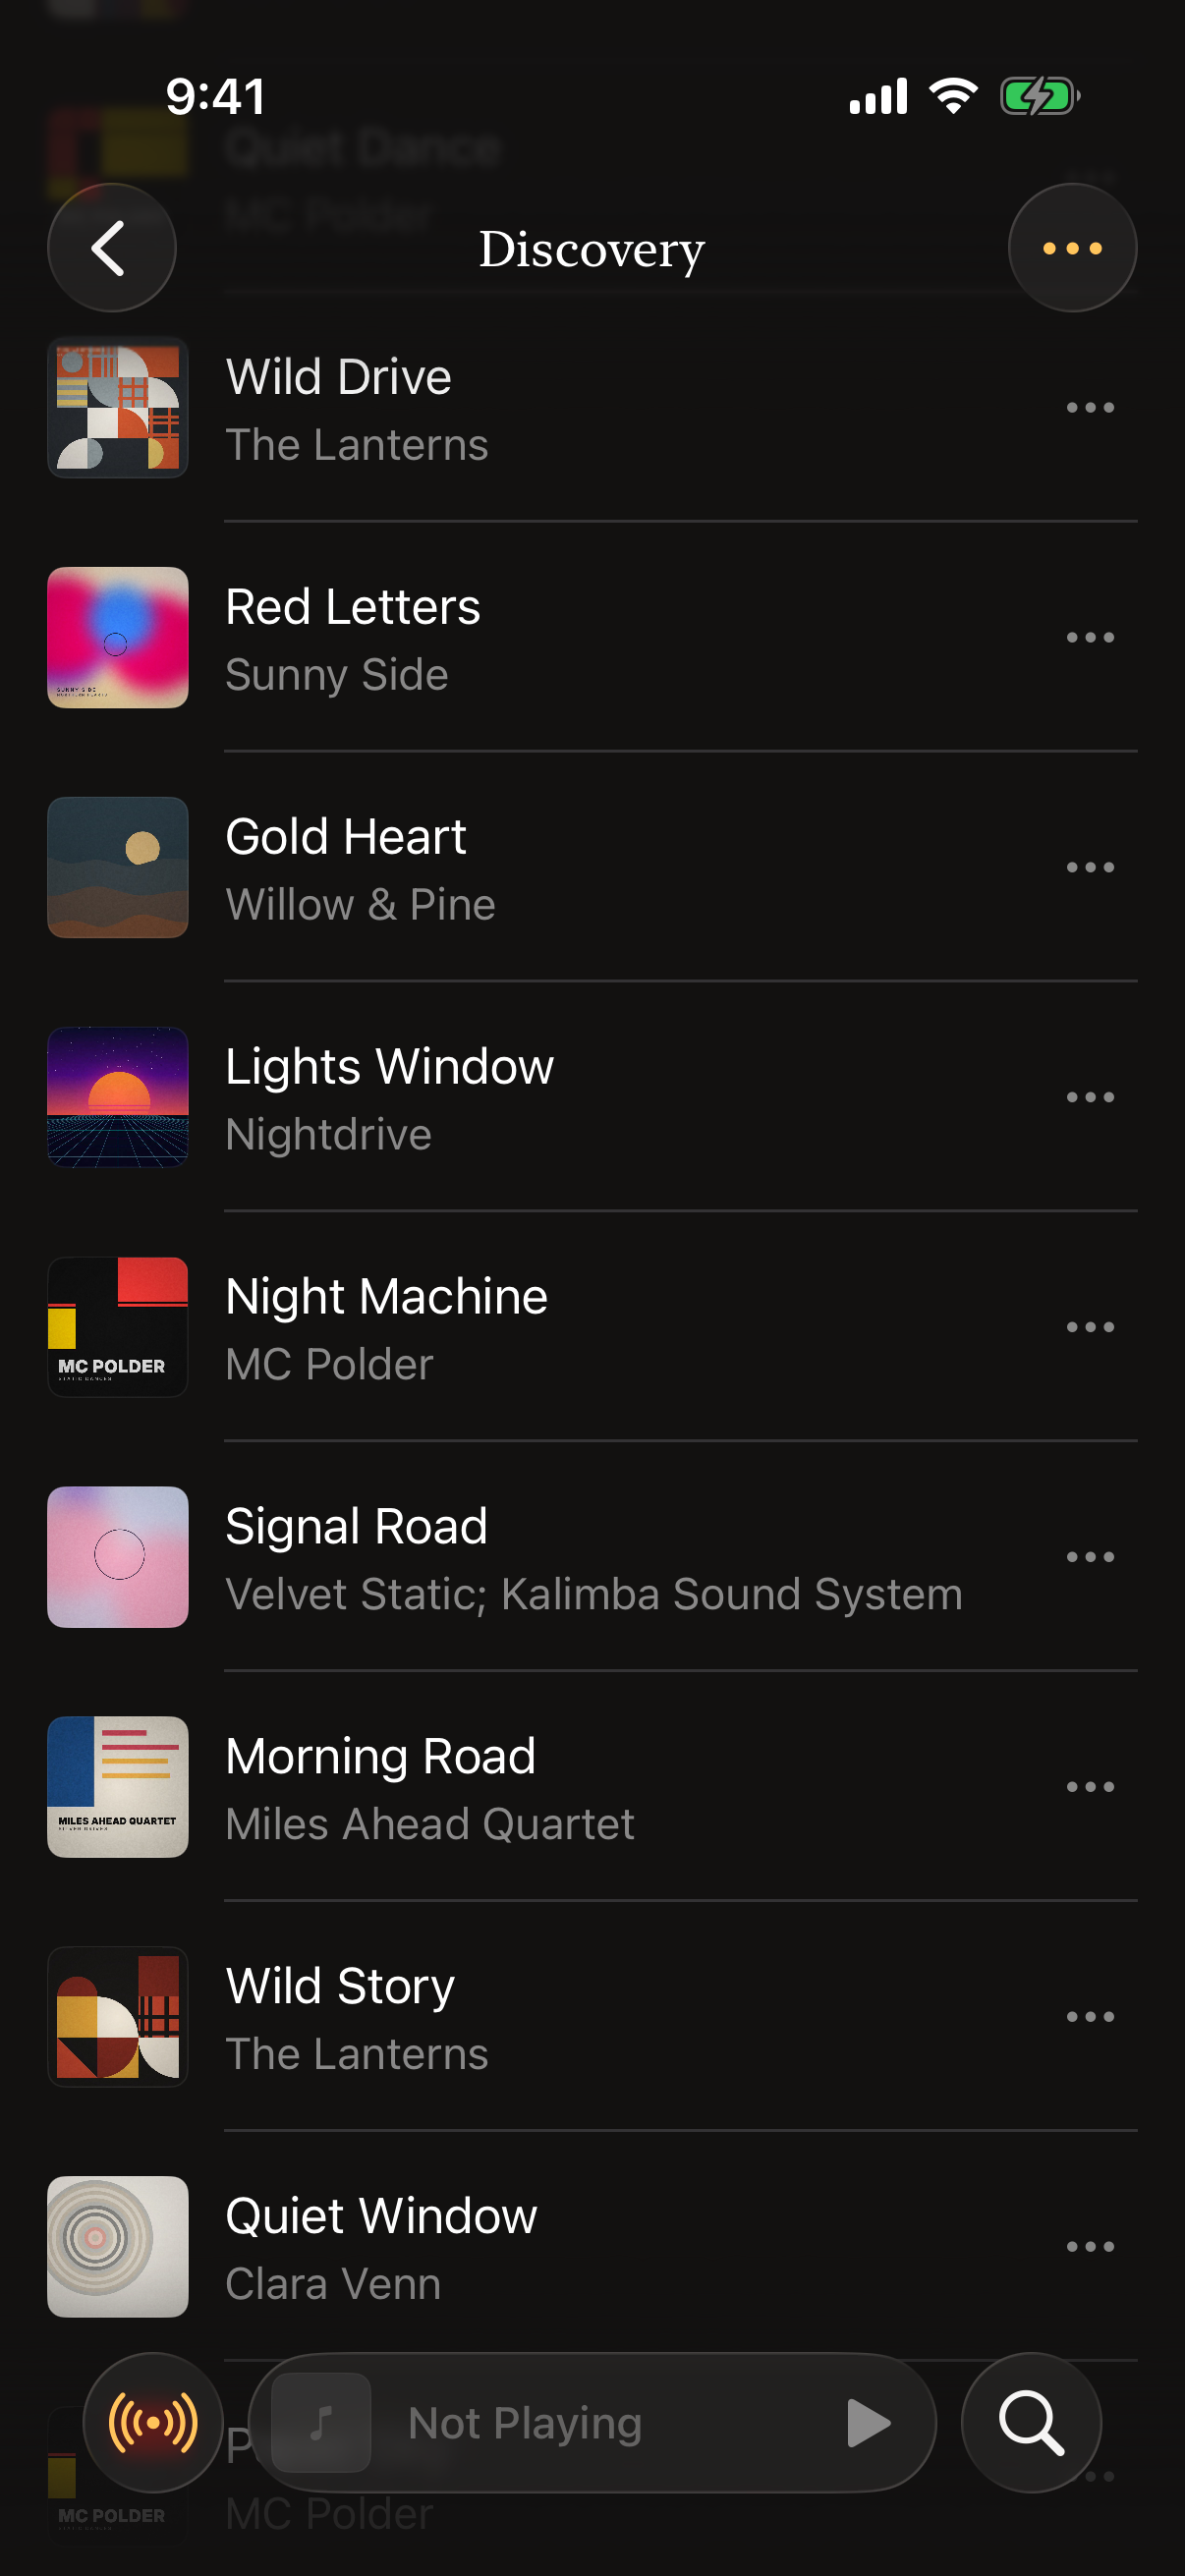 9:41
Quiet Dance
MC Polder
Discovery
Wild Drive
The Lanterns
Red Letters
Sunny Side
SUNNY SIDE
Gold Heart
Willow & Pine
Lights Window
Nightdrive
Night Machine
MC Polder
MC POLDER
Signal Road
Velvet Static; Kalimba Sound System
Morning Road
Miles Ahead Quartet
MILES AHEAD QUARTET
Wild Story
The Lanterns
Quiet Window
Clara Venn
Not Playing
MC Polder
MC POLDER